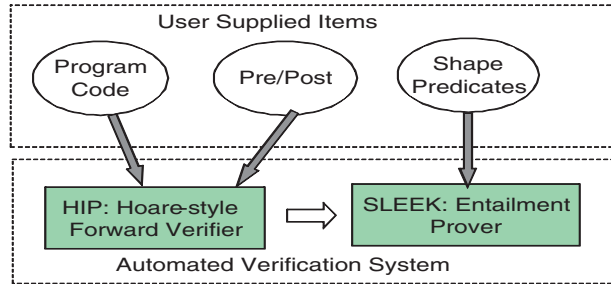 User Supplied Items
Program
Code
Pre/Post
Shape
Predicates
HIP: Hoare-style
Forward Verifier
SLEEK: Entailment
Prover
Automated Verification System